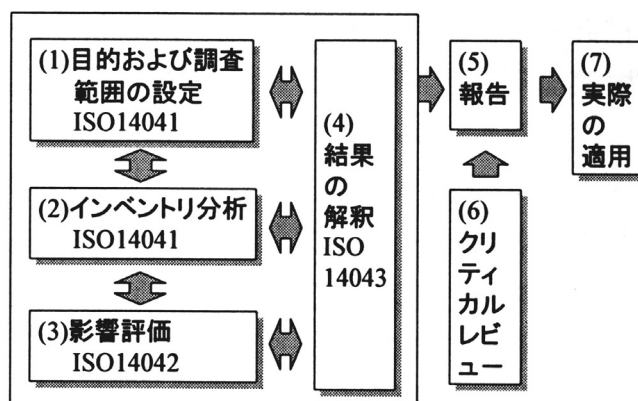 (1)目的および調査
範囲の設定
ISO14041
(2)インベントリ分析
ISO14041
(3)影響評価
ISO14042
(4)
結果
の
解釈
ISO
14043
(5)
報告
(6)
ク
リ
ティ
カル
レビ
ュー
(7)
実際
の
適用